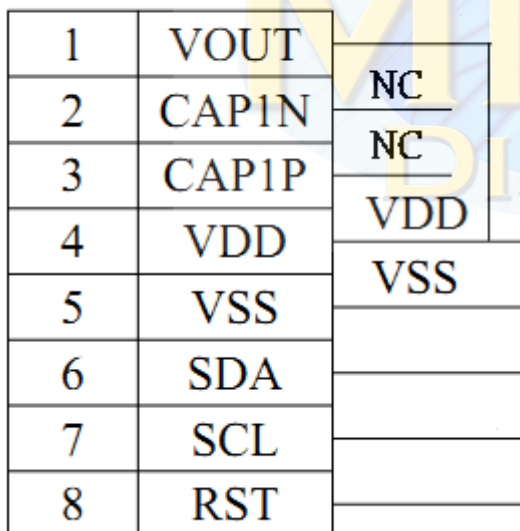 1 VOUT
2 CAP1N NC
3 CAP1P NC
4 VDD VDD
5 VSS VSS
6 SDA
7 SCL
8 RST